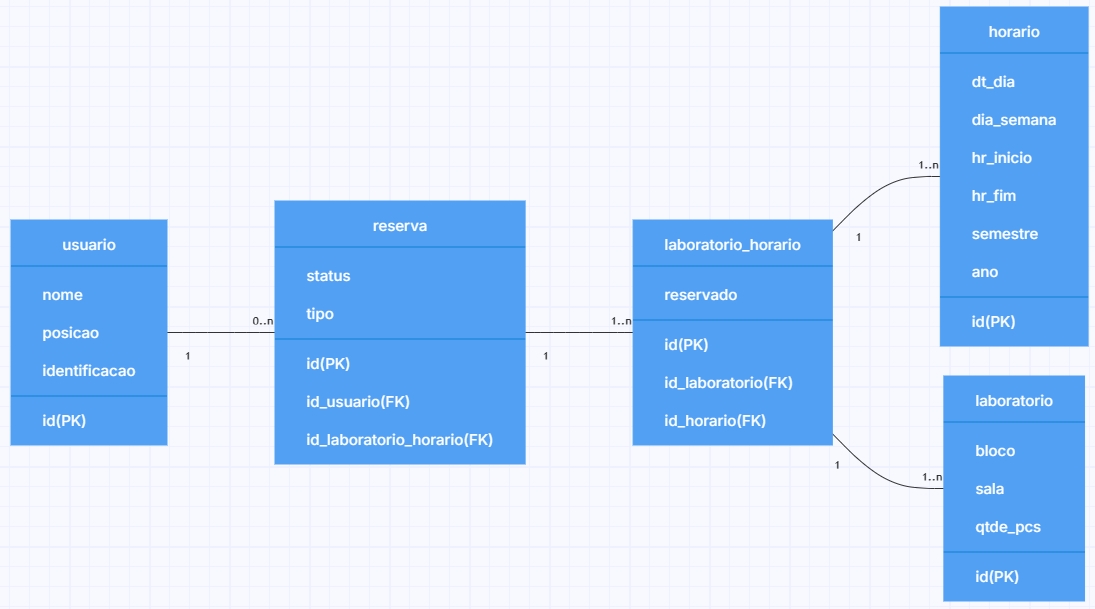 usuario
nome
posicao
identificacao
id(PK)
1
0..n
reserva
status
tipo
id(PK)
id_usuario(FK)
id_laboratorio_horario(FK)
1
1..n
laboratorio_horario
reservado
id(PK)
id_laboratorio(FK)
id_horario(FK)
1
1..n
horario
dt_dia
dia_semana
hr_inicio
hr_fim
semestre
ano
id(PK)
1
1..n
laboratorio
bloco
sala
qtde_pcs
id(PK)